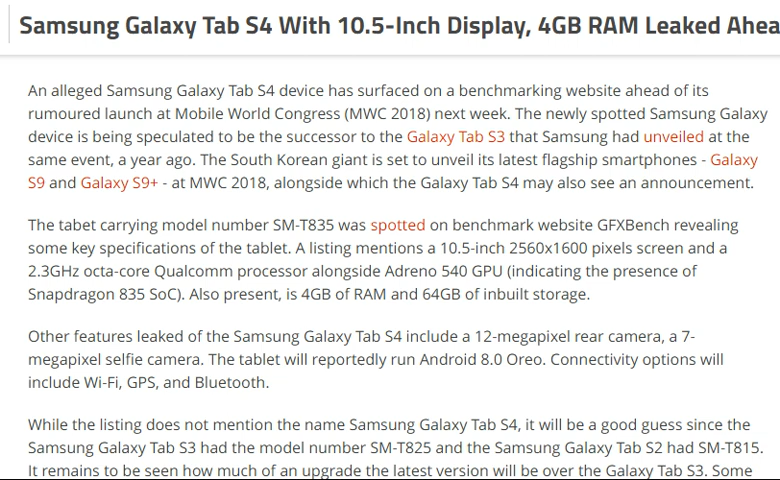 Samsung Galaxy Tab S4 With 10.5-Inch Display, 4GB RAM Leaked Ahea
An alleged Samsung Galaxy Tab S4 device has surfaced on a benchmarking website ahead of its
rumoured launch at Mobile World Congress (MWC 2018) next week. The newly spotted Samsung Galaxy
device is being speculated to be the successor to the Galaxy Tab S3 that Samsung had unveiled at the
same event, a year ago. The South Korean giant is set to unveil its latest flagship smartphones - Galaxy
S9 and Galaxy S9+ - at MWC 2018, alongside which the Galaxy Tab S4 may also see an announcement.
The tabet carrying model number SM-T835 was spotted on benchmark website GFXBench revealing
some key specifications of the tablet. A listing mentions a 10.5-inch 2560x1600 pixels screen and a
2.3GHz octa-core Qualcomm processor alongside Adreno 540 GPU (indicating the presence of
Snapdragon 835 SoC). Also present, is 4GB of RAM and 64GB of inbuilt storage.
Other features leaked of the Samsung Galaxy Tab S4 include a 12-megapixel rear camera, a 7-
megapixel selfie camera. The tablet will reportedly run Android 8.0 Oreo. Connectivity options will
include Wi-Fi, GPS, and Bluetooth.
While the listing does not mention the name Samsung Galaxy Tab S4, it will be a good guess since the
Samsung Galaxy Tab S3 had the model number SM-T825 and the Samsung Galaxy Tab S2 had SM-T815.
It remains to be seen how much of an upgrade the latest version will be over the Galaxy Tab S3. Some